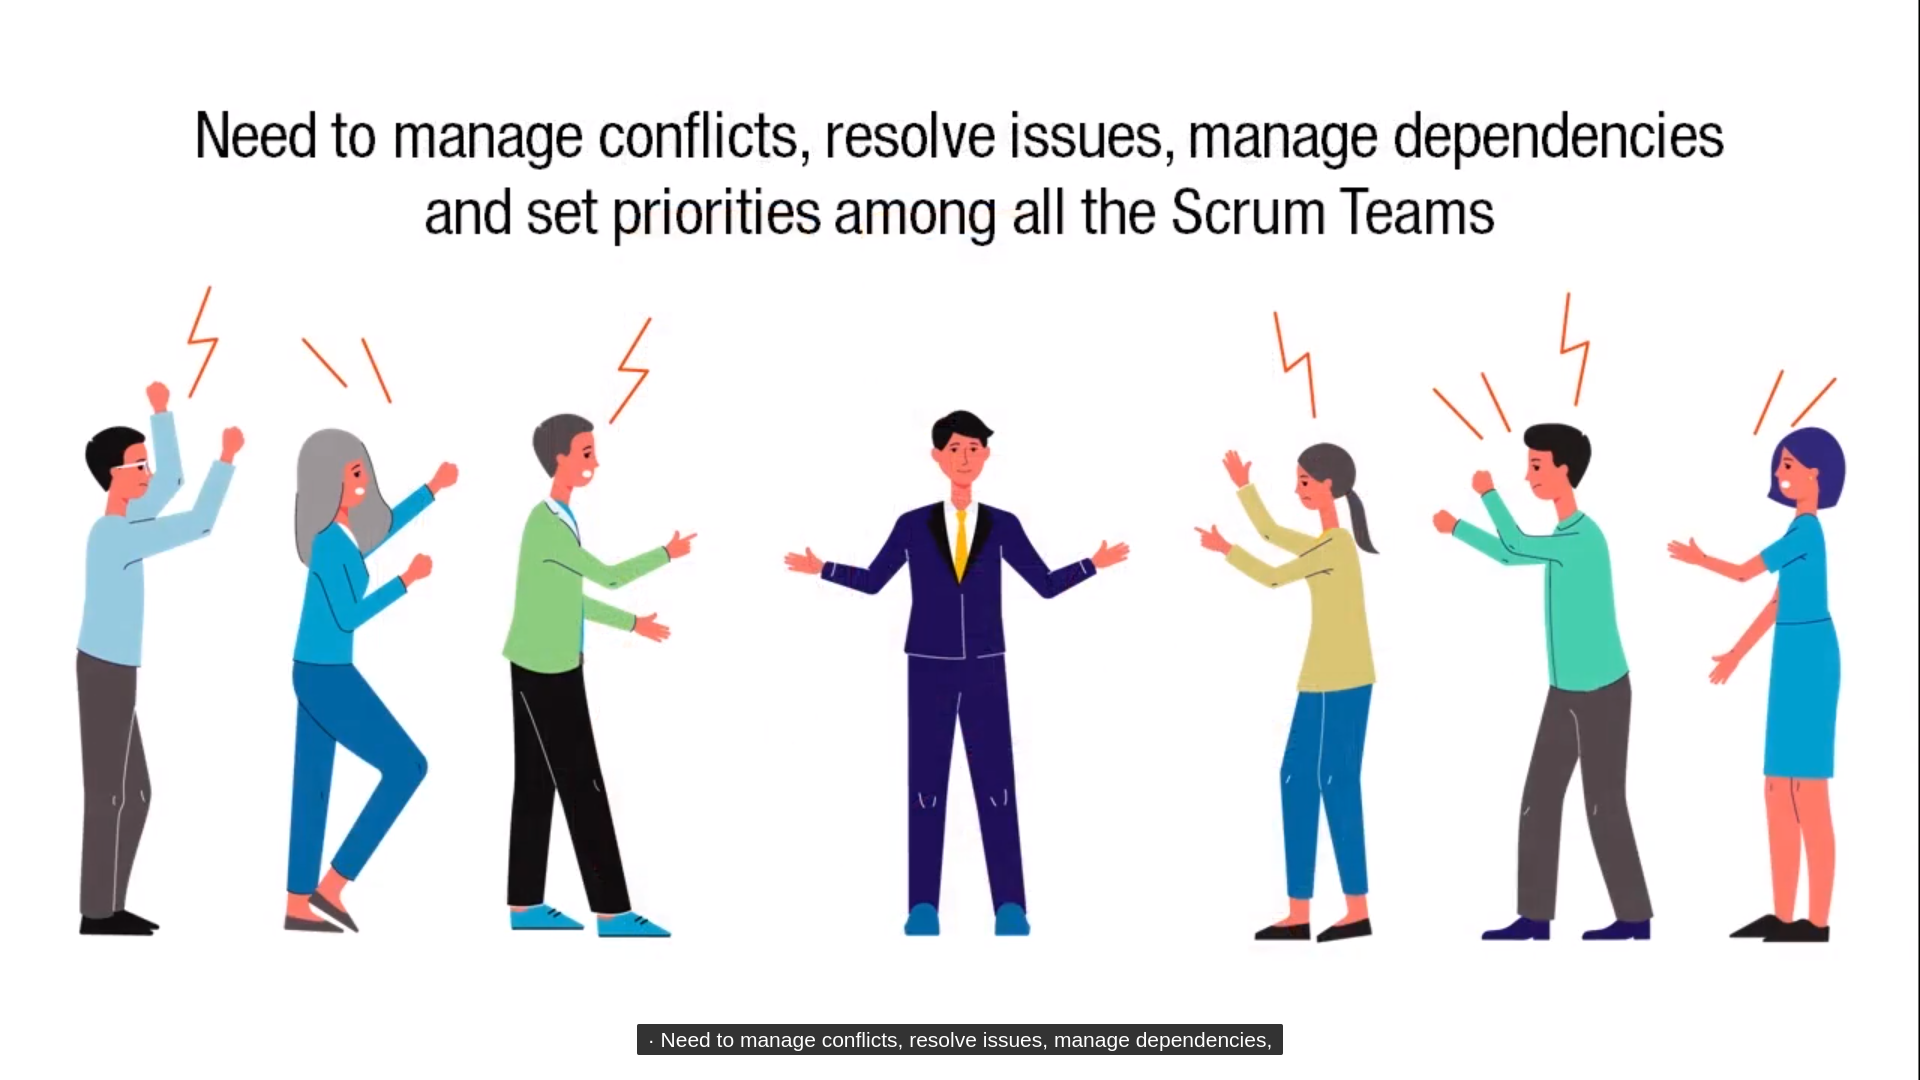 Need to manage conflicts, resolve issues, manage dependencies
and set priorities among all the Scrum Teams
· Need to manage conflicts, resolve issues, manage dependencies,